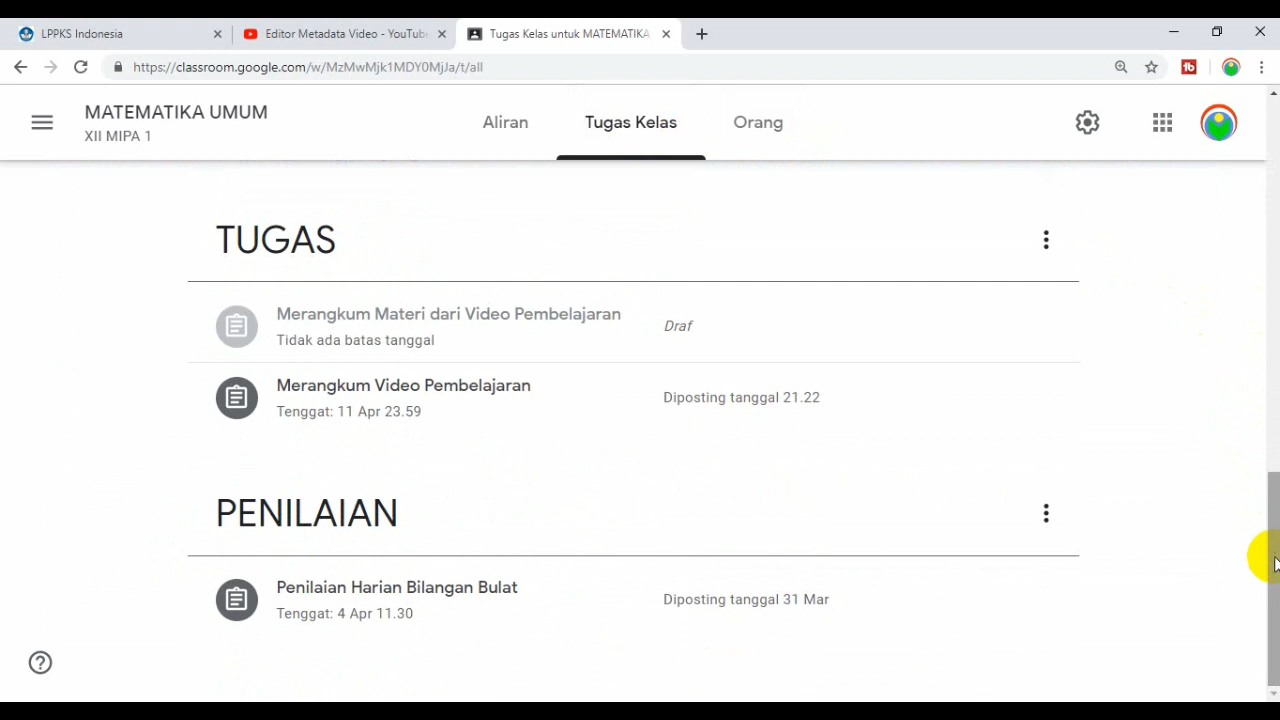 LPPKS Indonesia
Editor Metadata Video - YouTube
Tugas Kelas untuk MATEMATIKA
https://classroom.google.com/w/MzMwMjk1MDY0MjJa/t/all
MATEMATIKA UMUM
XII MIPA 1
Aliran
Tugas Kelas
Orang
TUGAS
Merangkum Materi dari Video Pembelajaran
Tidak ada batas tanggal
Draf
Merangkum Video Pembelajaran
Tenggat: 11 Apr 23.59
Diposting tanggal 21.22
PENILAIAN
Penilaian Harian Bilangan Bulat
Tenggat: 4 Apr 11.30
Diposting tanggal 31 Mar